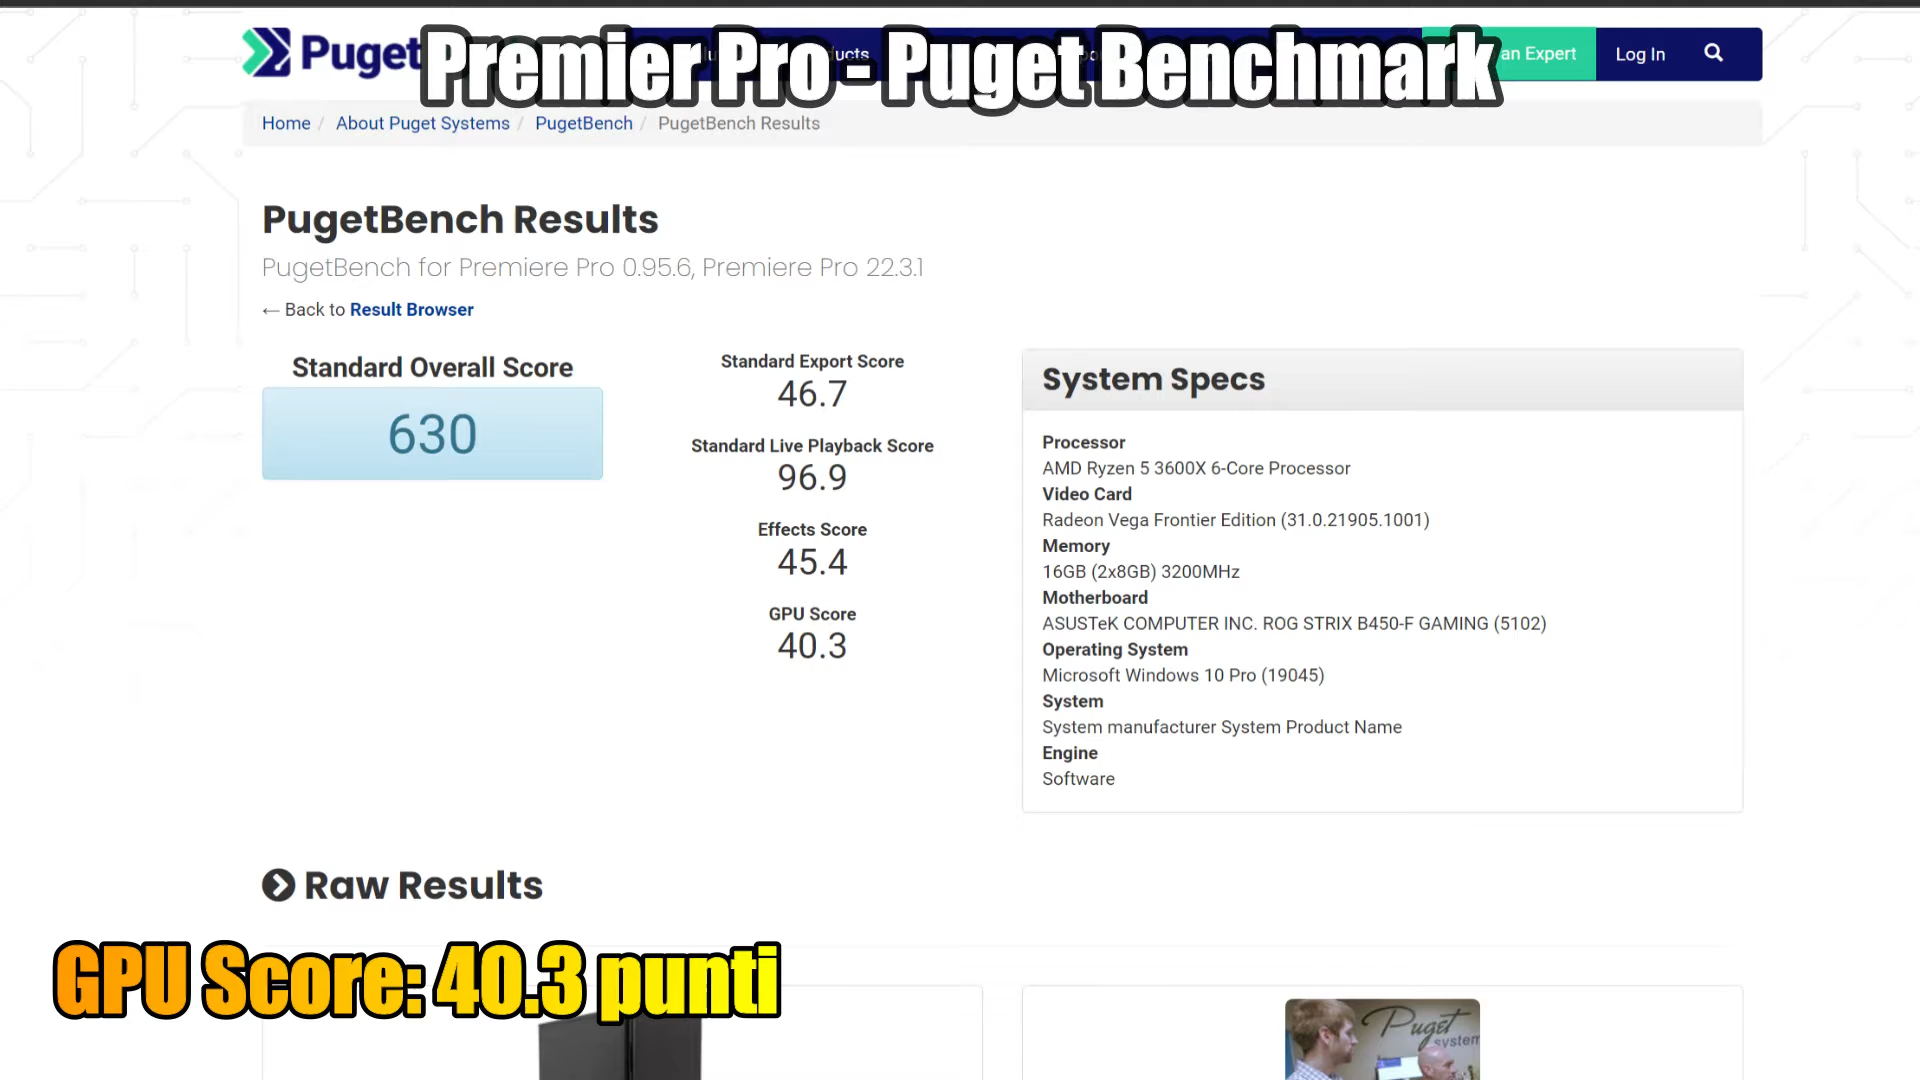 Premier Pro - Puget Benchmark
Puget
ucts
an Expert
Log In
Home / About Puget Systems / PugetBench / PugetBench Results
PugetBench Results
PugetBench for Premiere Pro 0.95.6, Premiere Pro 22.3.1
← Back to Result Browser
Standard Overall Score
630
Standard Export Score
46.7
Standard Live Playback Score
96.9
Effects Score
45.4
GPU Score
40.3
System Specs
Processor
AMD Ryzen 5 3600X 6-Core Processor
Video Card
Radeon Vega Frontier Edition (31.0.21905.1001)
Memory
16GB (2x8GB) 3200MHz
Motherboard
ASUSTeK COMPUTER INC. ROG STRIX B450-F GAMING (5102)
Operating System
Microsoft Windows 10 Pro (19045)
System
System manufacturer System Product Name
Engine
Software
Raw Results
GPU Score: 40.3 punti
Puget
system